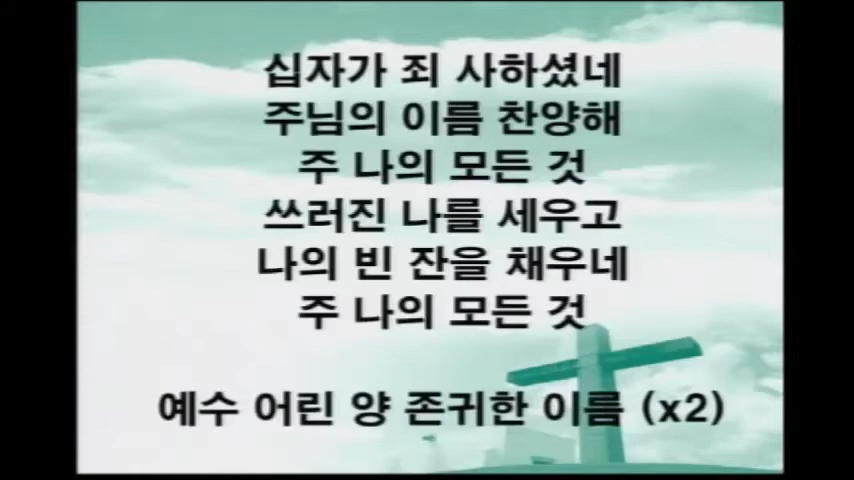 십자가 죄 사하셨네
주님의 이름 찬양해
주 나의 모든 것
쓰러진 나를 세우고
나의 빈 잔을 채우네
주 나의 모든 것
예수 어린 양 존귀한 이름 (x2)